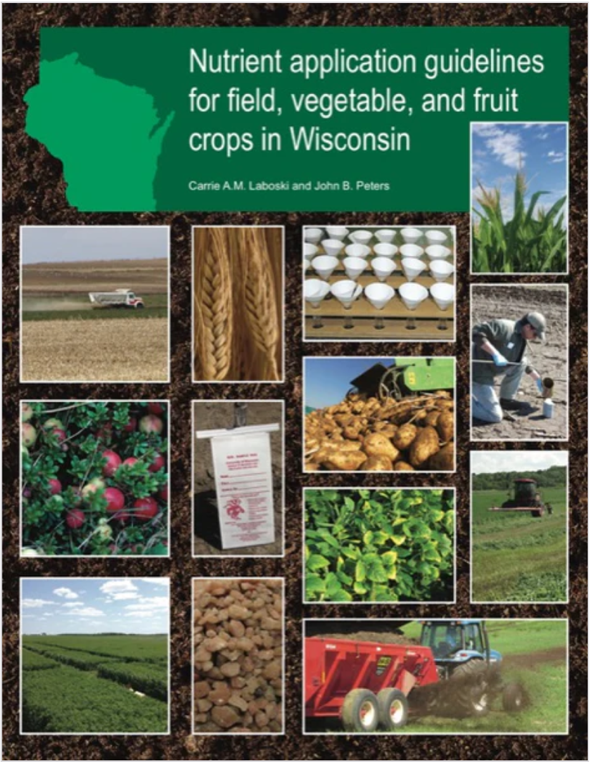 Nutrient application guidelines
for field, vegetable, and fruit
crops in Wisconsin
Carrie A.M. Laboski and John B. Peters